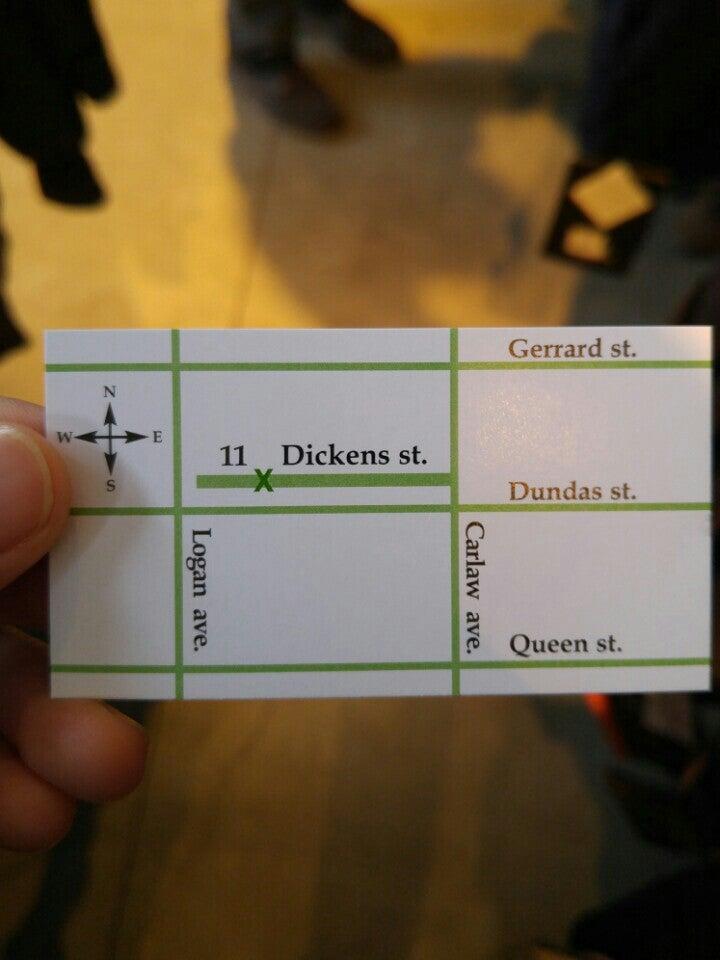 Gerrard st.
N
W E
S
11 Dickens st.
X
Dundas st.
Logan ave.
Carlaw ave.
Queen st.